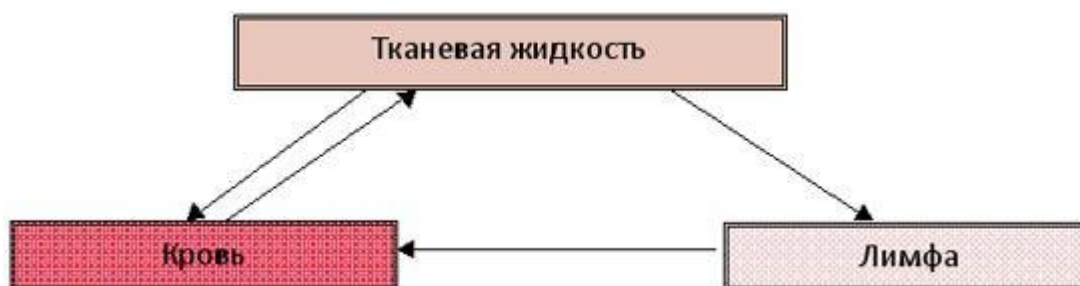 Тканевая жидкость
Кровь
Лимфа